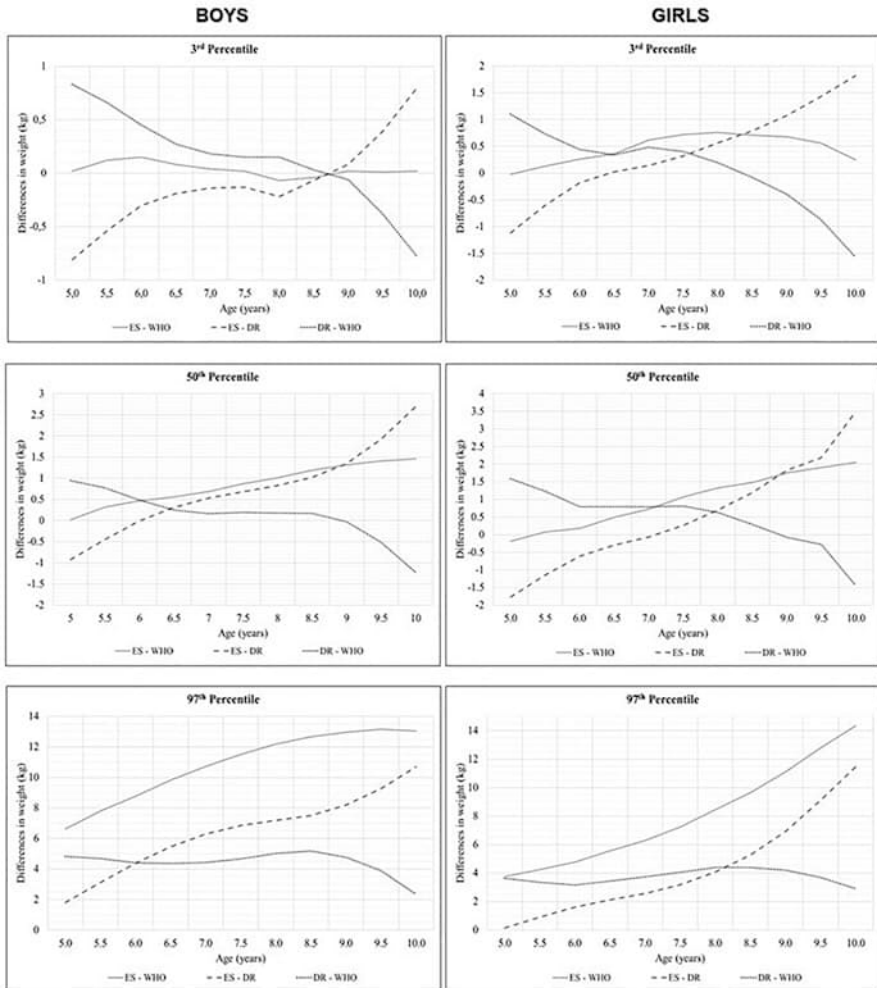 BOYS
GIRLS
3rd Percentile
Differences in weight (kg)
1
0,5
0
-0,5
-1
5,0 5,5 6,0 6,5 7,0 7,5 8,0 8,5 9,0 9,5 10,0
Age (years)
ES - WHO ES - DR DR - WHO
3rd Percentile
Differences in weight (kg)
2
1.5
1
0.5
0
-0.5
-1
-1.5
-2
5.0 5.5 6.0 6.5 7.0 7.5 8.0 8.5 9.0 9.5 10.0
Age (years)
ES - WHO ES - DR DR - WHO
50th Percentile
Differences in weight (kg)
3
2.5
2
1.5
1
0.5
0
-0.5
-1
-1.5
-2
5 5.5 6 6.5 7 7.5 8 8.5 9 9.5 10
Age (years)
ES - WHO ES - DR DR - WHO
50th Percentile
Differences in weight (kg)
4
3.5
3
2.5
2
1.5
1
0.5
0
-0.5
-1
-1.5
-2
5.0 5.5 6.0 6.5 7.0 7.5 8.0 8.5 9.0 9.5 10.0
Age (years)
ES - WHO ES - DR DR - WHO
97th Percentile
Differences in weight (kg)
14
12
10
8
6
4
2
0
5.0 5.5 6.0 6.5 7.0 7.5 8.0 8.5 9.0 9.5 10.0
Age (years)
ES - WHO ES - DR DR - WHO
97th Percentile
Differences in weight (kg)
14
12
10
8
6
4
2
0
5.0 5.5 6.0 6.5 7.0 7.5 8.0 8.5 9.0 9.5 10.0
Age (years)
ES - WHO ES - DR DR - WHO